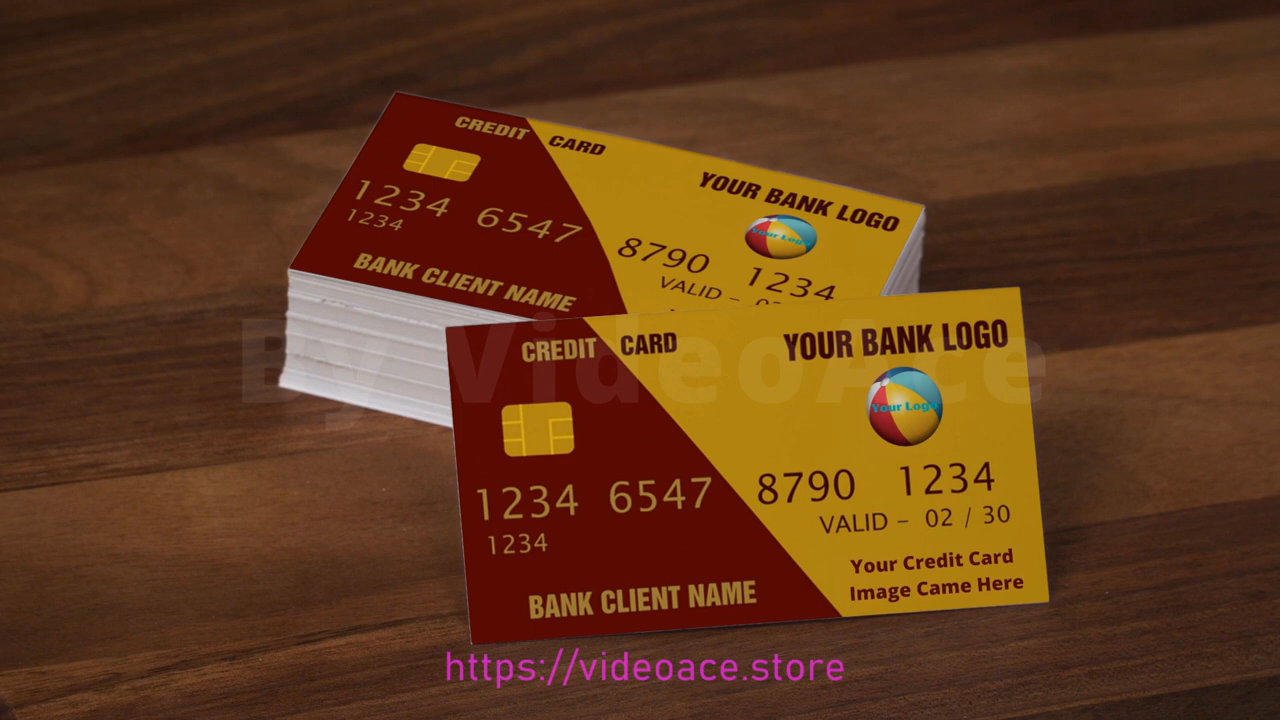 CREDIT CARD
YOUR BANK LOGO
Your Logo
1234 6547 8790 1234
1234
VALID – 02
BANK CLIENT NAME
By VideoAce
CREDIT CARD
YOUR BANK LOGO
Your Logo
1234 6547 8790 1234
1234
VALID – 02 / 30
Your Credit Card
Image Came Here
BANK CLIENT NAME
https://videoace.store